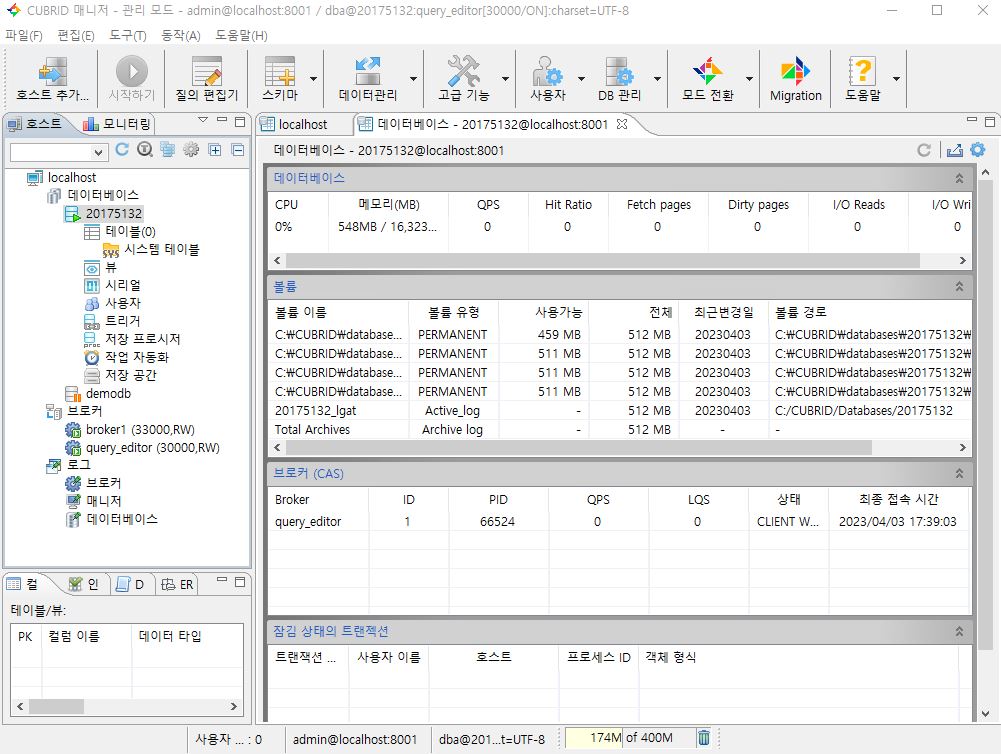 CUBRID 매니저 - 관리 모드 - admin@localhost:8001 / dba@20175132:query_editor[30000/ON]:charset=UTF-8
파일(F) 편집(E) 도구(T) 동작(A) 도움말(H)
호스트 추가... 시작하기 질의 편집기 스키마 데이터관리 고급 기능 사용자 DB 관리 모드 전환 Migration 도움말
호스트 모니터링
localhost
데이터베이스
20175132
테이블(0)
시스템 테이블
뷰
시리얼
사용자
트리거
저장 프로시저
작업 자동화
저장 공간
demodb
브로커
broker1 (33000,RW)
query_editor (30000,RW)
로그
브로커
매니저
데이터베이스
컬 인 D ER
테이블/뷰:
PK 컬럼 이름 데이터 타입
localhost 데이터베이스 - 20175132@localhost:8001
데이터베이스 - 20175132@localhost:8001
데이터베이스
CPU 메모리(MB) QPS Hit Ratio Fetch pages Dirty pages I/O Reads I/O Wri
0% 548MB / 16,323... 0 0 0 0 0 0
볼륨
볼륨 이름 볼륨 유형 사용가능 전체 최근변경일 볼륨 경로
C:₩CUBRID₩database... PERMANENT 459 MB 512 MB 20230403 C:₩CUBRID₩databases₩20175132₩
C:₩CUBRID₩database... PERMANENT 511 MB 512 MB 20230403 C:₩CUBRID₩databases₩20175132₩
C:₩CUBRID₩database... PERMANENT 511 MB 512 MB 20230403 C:₩CUBRID₩databases₩20175132₩
C:₩CUBRID₩database... PERMANENT 511 MB 512 MB 20230403 C:₩CUBRID₩databases₩20175132₩
20175132_lgat Active_log - 512 MB 20230403 C:/CUBRID/Databases/20175132
Total Archives Archive log - 512 MB - -
브로커 (CAS)
Broker ID PID QPS LQS 상태 최종 접속 시간
query_editor 1 66524 0 0 CLIENT W... 2023/04/03 17:39:03
잠김 상태의 트랜젝션
트랜잭션 ... 사용자 이름 호스트 프로세스 ID 객체 형식
사용자 ... : 0 admin@localhost:8001 dba@201...t=UTF-8 174M of 400M